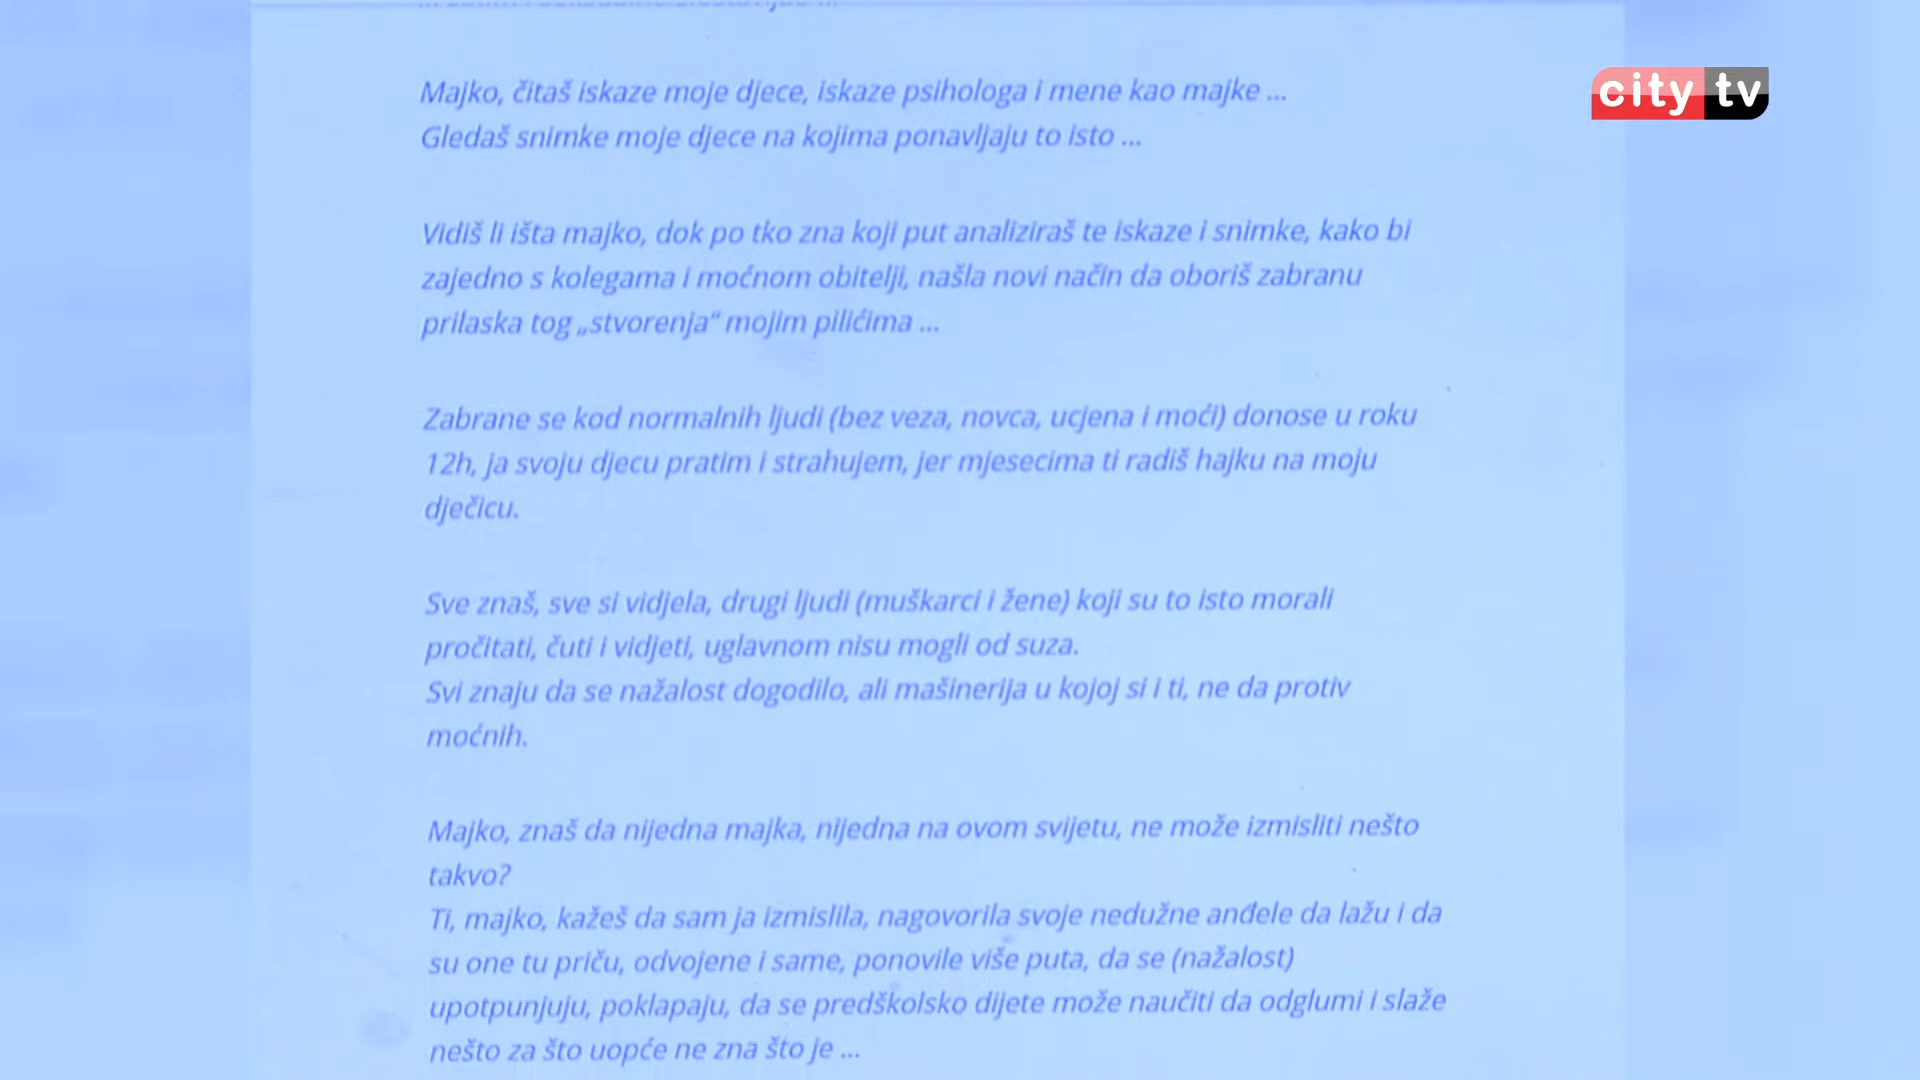 city tv
Majko, čitaš iskaze moje djece, iskaze psihologa i mene kao majke ...
Gledaš snimke moje djece na kojima ponavljaju to isto ...
Vidiš li išta majko, dok po tko zna koji put analiziraš te iskaze i snimke, kako bi
zajedno s kolegama i moćnom obitelji, našla novi način da oboriš zabranu
prilaska tog „stvorenja“ mojim pilićima ...
Zabrane se kod normalnih ljudi (bez veza, novca, ucjena i moći) donose u roku
12h, ja svoju djecu pratim i strahujem, jer mjesecima ti radiš hajku na moju
dječicu.
Sve znaš, sve si vidjela, drugi ljudi (muškarci i žene) koji su to isto morali
pročitati, čuti i vidjeti, uglavnom nisu mogli od suza.
Svi znaju da se nažalost dogodilo, ali mašinerija u kojoj si i ti, ne da protiv
moćnih.
Majko, znaš da nijedna majka, nijedna na ovom svijetu, ne može izmisliti nešto
takvo?
Ti, majko, kažeš da sam ja izmislila, nagovorila svoje nedužne anđele da lažu i da
su one tu priču, odvojene i same, ponovile više puta, da se (nažalost)
upotpunjuju, poklapaju, da se predškolsko dijete može naučiti da odglumi i slaže
nešto za što uopće ne zna što je ...